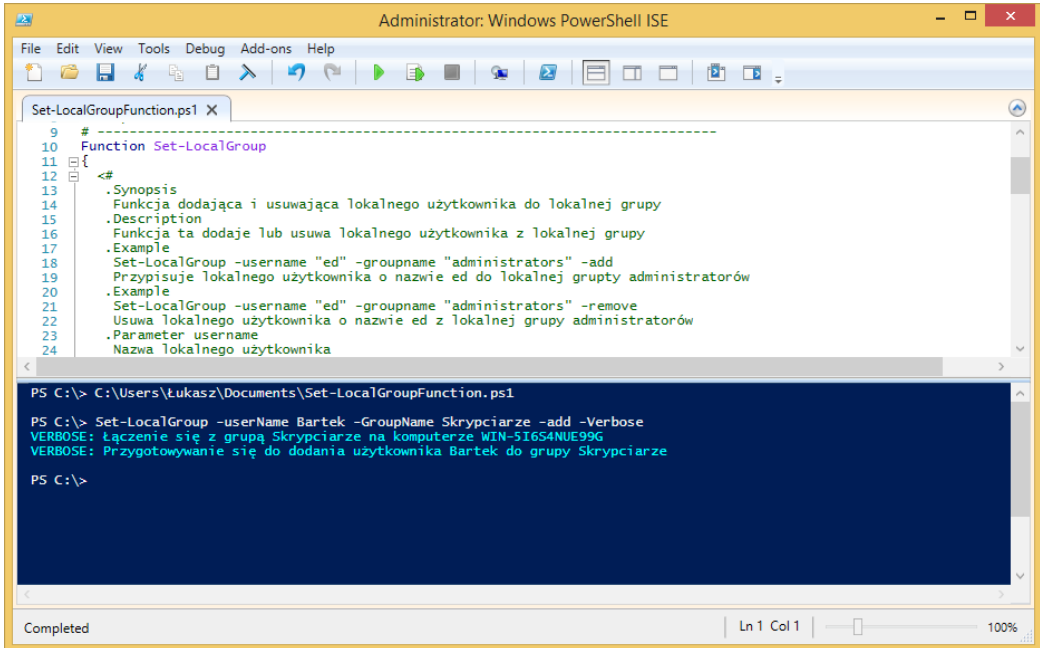 Administrator: Windows PowerShell ISE
File Edit View Tools Debug Add-ons Help
Set-LocalGroupFunction.ps1
9 # -----------------------------------------------------------------------------
10 Function Set-LocalGroup
11 {
12 <#
13 .Synopsis
14 Funkcja dodająca i usuwająca lokalnego użytkownika do lokalnej grupy
15 .Description
16 Funkcja ta dodaje lub usuwa lokalnego użytkownika z lokalnej grupy
17 .Example
18 Set-LocalGroup -username "ed" -groupname "administrators" -add
19 Przypisuje lokalnego użytkownika o nazwie ed do lokalnej grupty administratorów
20 .Example
21 Set-LocalGroup -username "ed" -groupname "administrators" -remove
22 Usuwa lokalnego użytkownika o nazwie ed z lokalnej grupy administratorów
23 .Parameter username
24 Nazwa lokalnego użytkownika
PS C:\> C:\Users\Łukasz\Documents\Set-LocalGroupFunction.ps1
PS C:\> Set-LocalGroup -userName Bartek -GroupName Skrypciarze -add -Verbose
VERBOSE: Łączenie się z grupą Skrypciarze na komputerze WIN-5I6S4NUE99G
VERBOSE: Przygotowywanie się do dodania użytkownika Bartek do grupy Skrypciarze
PS C:\>
Completed
Ln 1 Col 1
100%